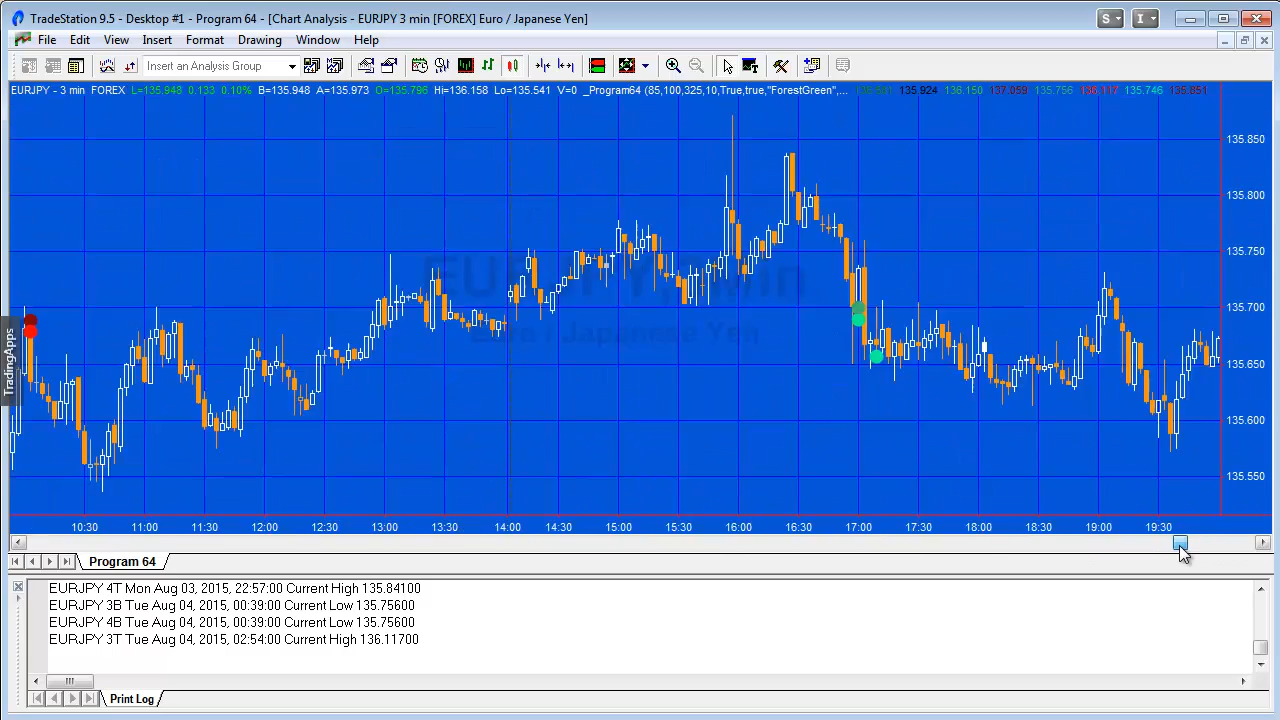 TradeStation 9.5 - Desktop #1 - Program 64 - [Chart Analysis - EURJPY 3 min [FOREX] Euro / Japanese Yen]
S I
File Edit View Insert Format Drawing Window Help
Insert an Analysis Group
EURJPY - 3 min FOREX L=135.948 0.133 0.10% B=135.948 A=135.973 O=135.796 Hi=136.158 Lo=135.541 V=0 _Program64 (85,100,325,10,True,true,"ForestGreen",... 135.924 136.150 137.059 135.756 136.117 135.746 135.851
EURJPY, 3 min
Euro / Japanese Yen
135.850
135.800
135.750
135.700
135.650
135.600
135.550
TradingApps
10:30 11:00 11:30 12:00 12:30 13:00 13:30 14:00 14:30 15:00 15:30 16:00 16:30 17:00 17:30 18:00 18:30 19:00 19:30
Program 64
EURJPY 4T Mon Aug 03, 2015, 22:57:00 Current High 135.84100
EURJPY 3B Tue Aug 04, 2015, 00:39:00 Current Low 135.75600
EURJPY 4B Tue Aug 04, 2015, 00:39:00 Current Low 135.75600
EURJPY 3T Tue Aug 04, 2015, 02:54:00 Current High 136.11700
Print Log